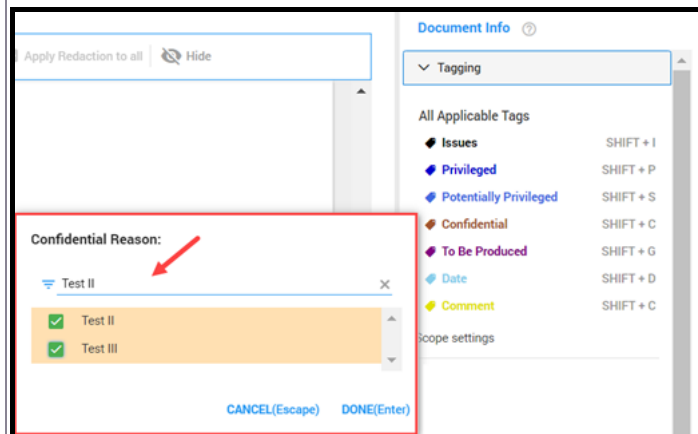 Document Info
Apply Redaction to all Hide
Tagging
All Applicable Tags
Issues SHIFT + I
Privileged SHIFT + P
Potentially Privileged SHIFT + S
Confidential SHIFT + C
To Be Produced SHIFT + G
Date SHIFT + D
Comment SHIFT + C
Scope settings
Confidential Reason:
Test II
Test II
Test III
CANCEL(Escape) DONE(Enter)